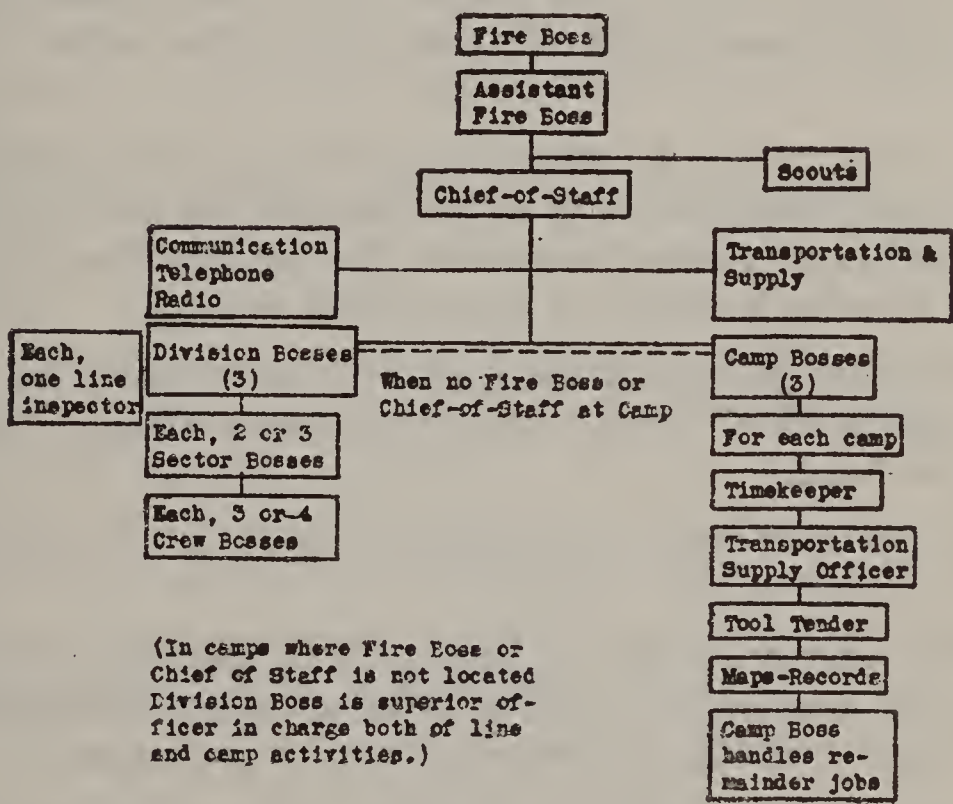 Fire Boss
Assistant
Fire Boss
Scouts
Chief-of-Staff
Communication
Telephone
Radio
Transportation &
Supply
Each,
one line
inspector
Division Bosses
(3)
When no Fire Boss or
Chief-of-Staff at Camp
Camp Bosses
(3)
Each, 2 or 3
Sector Bosses
Each, 3 or 4
Crew Bosses
For each camp
Timekeeper
Transportation
Supply Officer
Tool Tender
Maps-Records
Camp Boss
handles re-
mainder jobs
(In camps where Fire Boss or
Chief of Staff is not located
Division Boss is superior of-
ficer in charge both of line
and camp activities.)